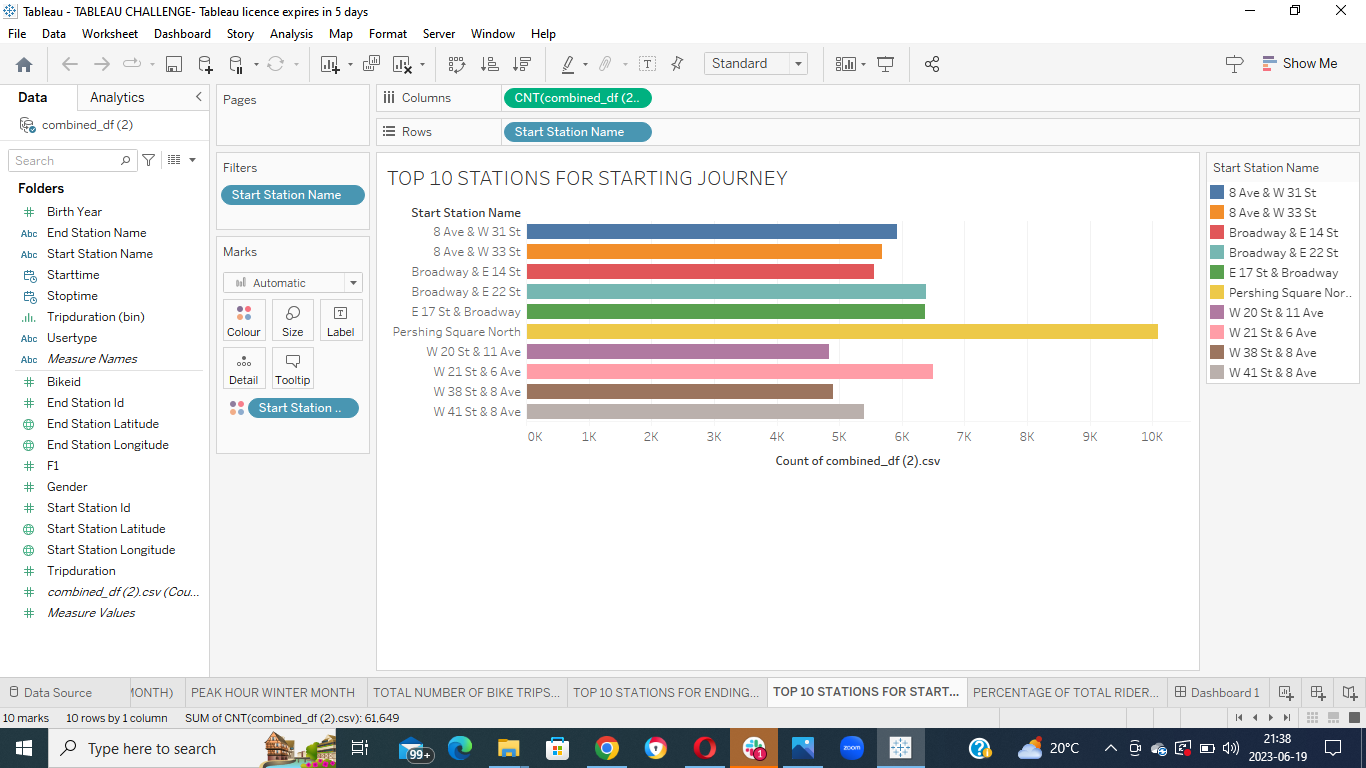 Tableau - TABLEAU CHALLENGE- Tableau licence expires in 5 days
File Data Worksheet Dashboard Story Analysis Map Format Server Window Help
Standard
Show Me
Data Analytics
combined_df (2)
Search
Folders
Birth Year
Abc End Station Name
Abc Start Station Name
Starttime
Stoptime
Tripduration (bin)
Abc Usertype
Abc Measure Names
Bikeid
End Station Id
End Station Latitude
End Station Longitude
F1
Gender
Start Station Id
Start Station Latitude
Start Station Longitude
Tripduration
combined_df (2).csv (Cou...
Measure Values
Pages
Filters
Start Station Name
Marks
Automatic
Colour Size Label
Detail Tooltip
Start Station ..
Columns CNT(combined_df (2..
Rows Start Station Name
TOP 10 STATIONS FOR STARTING JOURNEY
Start Station Name
8 Ave & W 31 St
8 Ave & W 33 St
Broadway & E 14 St
Broadway & E 22 St
E 17 St & Broadway
Pershing Square North
W 20 St & 11 Ave
W 21 St & 6 Ave
W 38 St & 8 Ave
W 41 St & 8 Ave
0K 1K 2K 3K 4K 5K 6K 7K 8K 9K 10K
Count of combined_df (2).csv
Start Station Name
8 Ave & W 31 St
8 Ave & W 33 St
Broadway & E 14 St
Broadway & E 22 St
E 17 St & Broadway
Pershing Square Nor..
W 20 St & 11 Ave
W 21 St & 6 Ave
W 38 St & 8 Ave
W 41 St & 8 Ave
Data Source MONTH) PEAK HOUR WINTER MONTH TOTAL NUMBER OF BIKE TRIPS... TOP 10 STATIONS FOR ENDING... TOP 10 STATIONS FOR START... PERCENTAGE OF TOTAL RIDER... Dashboard 1
10 marks 10 rows by 1 column SUM of CNT(combined_df (2).csv): 61,649
Type here to search
99+
1
zoom
20°C
21:38
2023-06-19